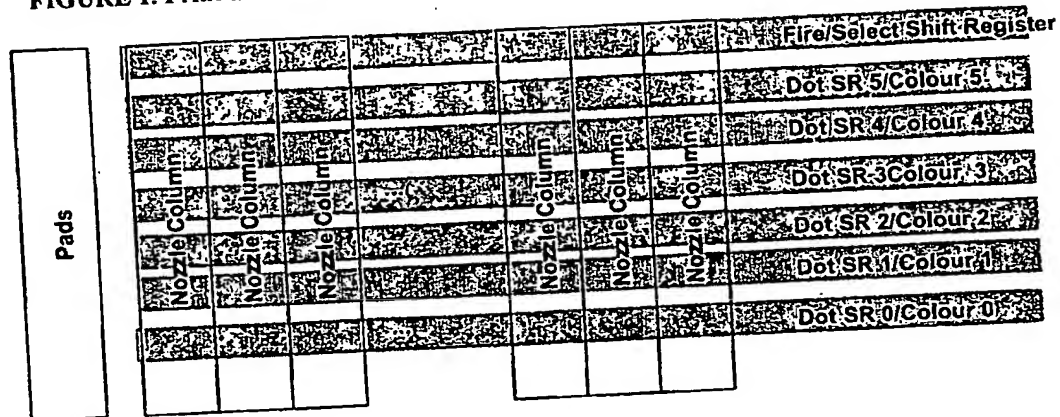 FIGURE 1.
Fire/Select Shift Register
Dot SR 5/Colour 5
Dot SR 4/Colour 4
Dot SR 3Colour 3
Dot SR 2/Colour 2
Dot SR 1/Colour 1
Dot SR 0/Colour 0
Pads
Nozzle Column
Nozzle Column
Nozzle Column
Nozzle Column
Nozzle Column
Nozzle Column